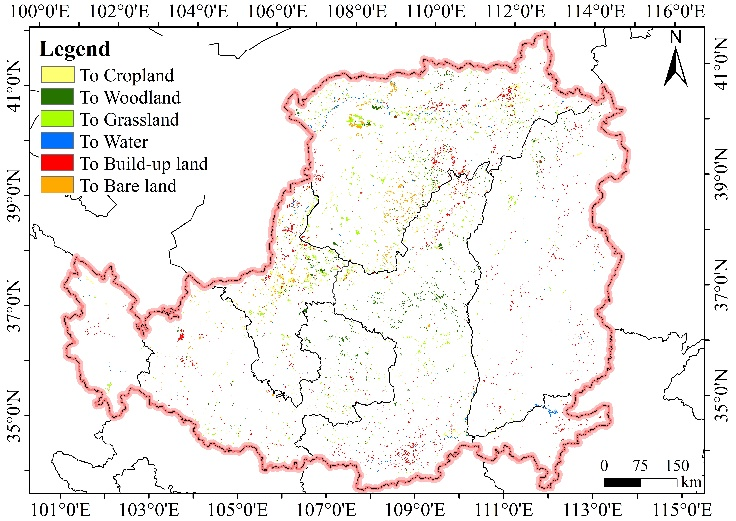 100°0'E 102°0'E 104°0'E 106°0'E 108°0'E 110°0'E 112°0'E 114°0'E 116°0'E
Legend
To Cropland
To Woodland
To Grassland
To Water
To Build-up land
To Bare land
N
41°0'N
39°0'N
37°0'N
35°0'N
41°0'N
39°0'N
37°0'N
35°0'N
0 75 150
km
101°0'E 103°0'E 105°0'E 107°0'E 109°0'E 111°0'E 113°0'E 115°0'E